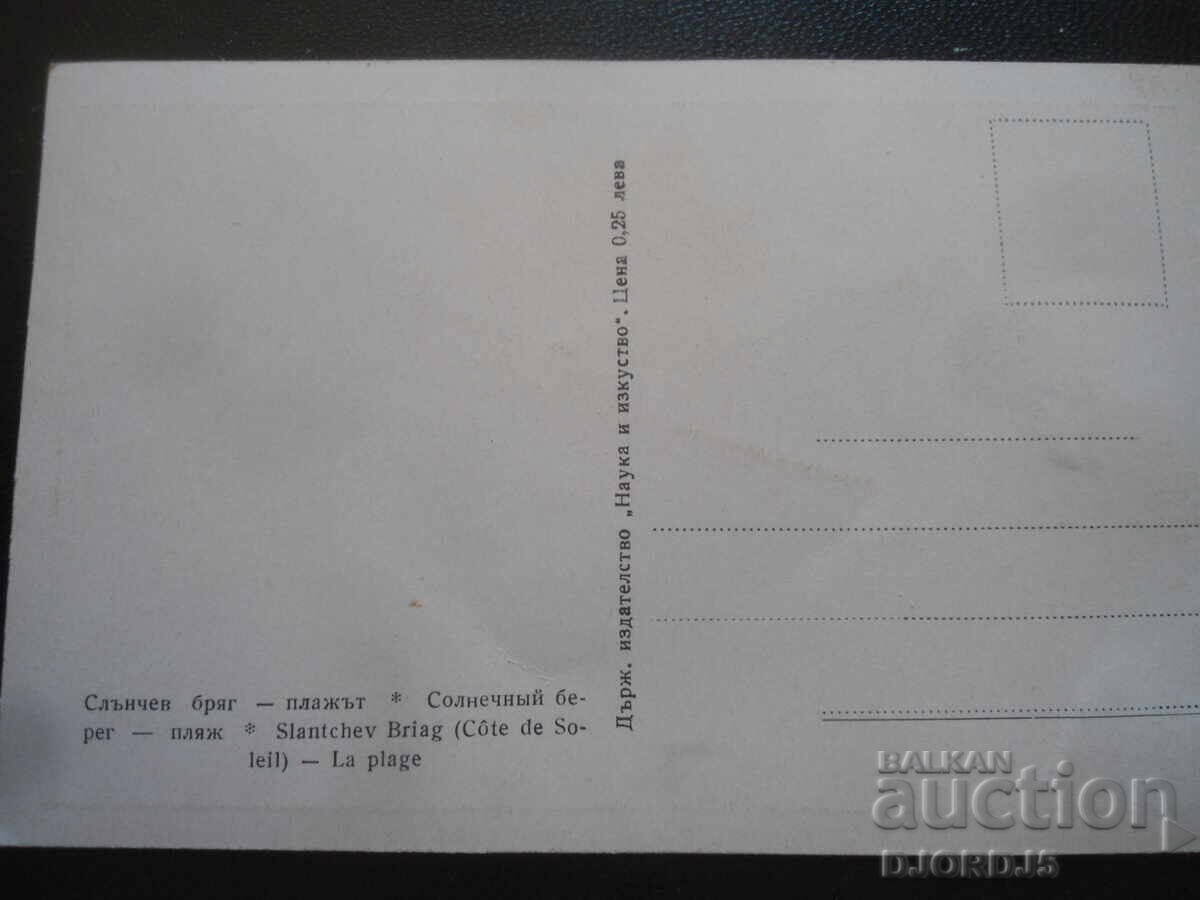 Слънчев бряг — плажът * Солнечный бе-
рег — пляж * Slantchev Briag (Côte de So-
leil) — La plage
Държ. издателство „Наука и изкуство“. Цена 0,25 лева
BALKAN
auction
DJORDJ5